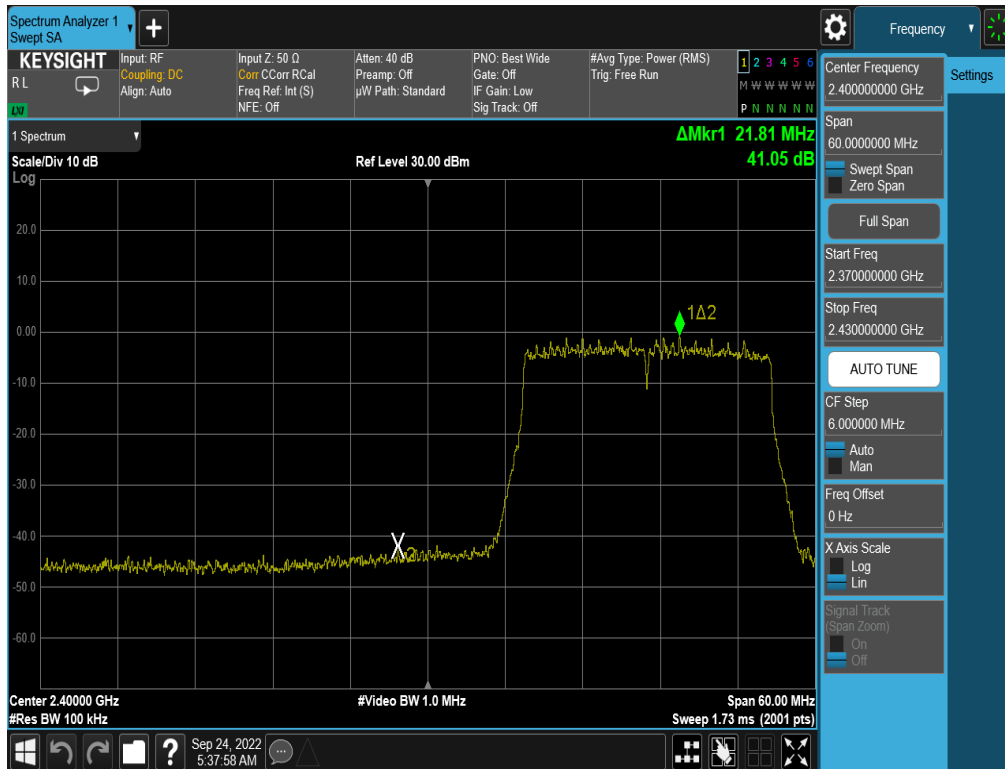 Spectrum Analyzer 1
Swept SA
Frequency
KEYSIGHT
R L
LXI
Input: RF
Coupling: DC
Align: Auto
Input Z: 50 Ω
Corr CCorr RCal
Freq Ref: Int (S)
NFE: Off
Atten: 40 dB
Preamp: Off
µW Path: Standard
PNO: Best Wide
Gate: Off
IF Gain: Low
Sig Track: Off
#Avg Type: Power (RMS)
Trig: Free Run
1 2 3 4 5 6
M W W W W W
P N N N N N
1 Spectrum
ΔMkr1 21.81 MHz
41.05 dB
Scale/Div 10 dB
Ref Level 30.00 dBm
Log
20.0
10.0
0.00
-10.0
-20.0
-30.0
-40.0
-50.0
-60.0
1Δ2
X2
Center 2.40000 GHz
#Video BW 1.0 MHz
Span 60.00 MHz
#Res BW 100 kHz
Sweep 1.73 ms (2001 pts)
Center Frequency
2.400000000 GHz
Settings
Span
60.0000000 MHz
Swept Span
Zero Span
Full Span
Start Freq
2.370000000 GHz
Stop Freq
2.430000000 GHz
AUTO TUNE
CF Step
6.000000 MHz
Auto
Man
Freq Offset
0 Hz
X Axis Scale
Log
Lin
Signal Track
(Span Zoom)
On
Off
?
Sep 24, 2022
5:37:58 AM